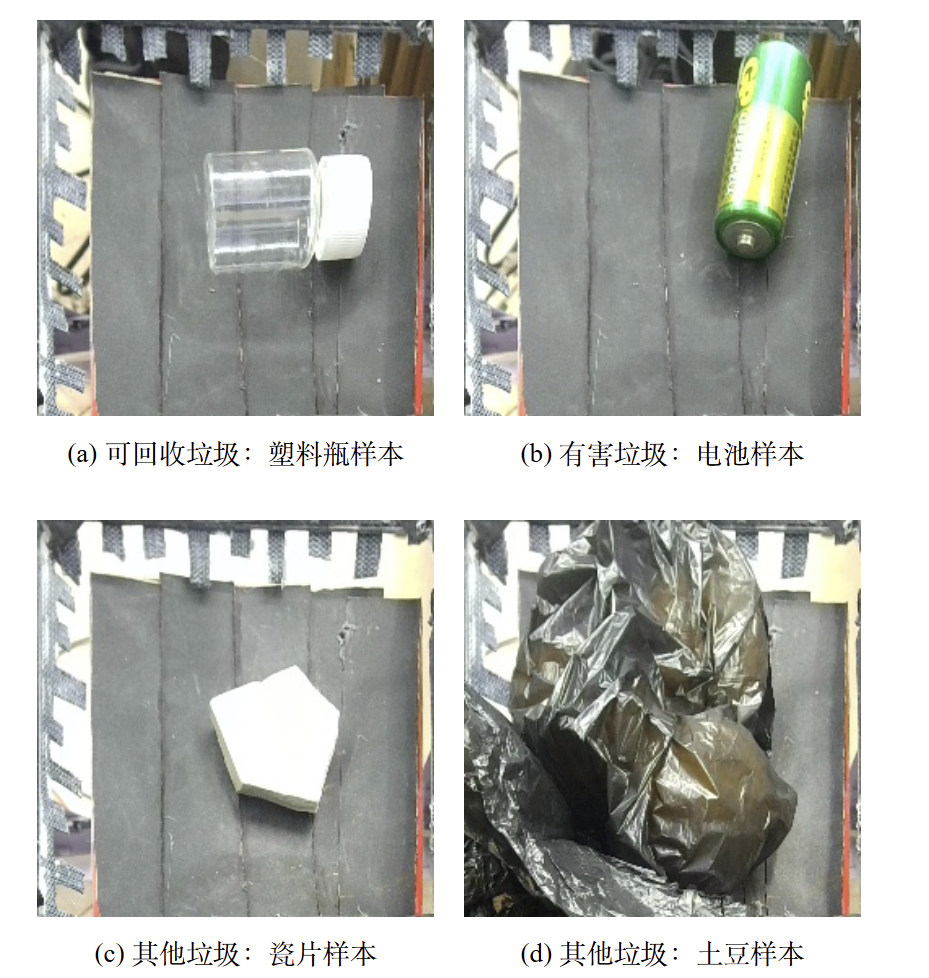 GP
(a) 可回收垃圾：塑料瓶样本
(b) 有害垃圾：电池样本
(c) 其他垃圾：瓷片样本
(d) 其他垃圾：土豆样本